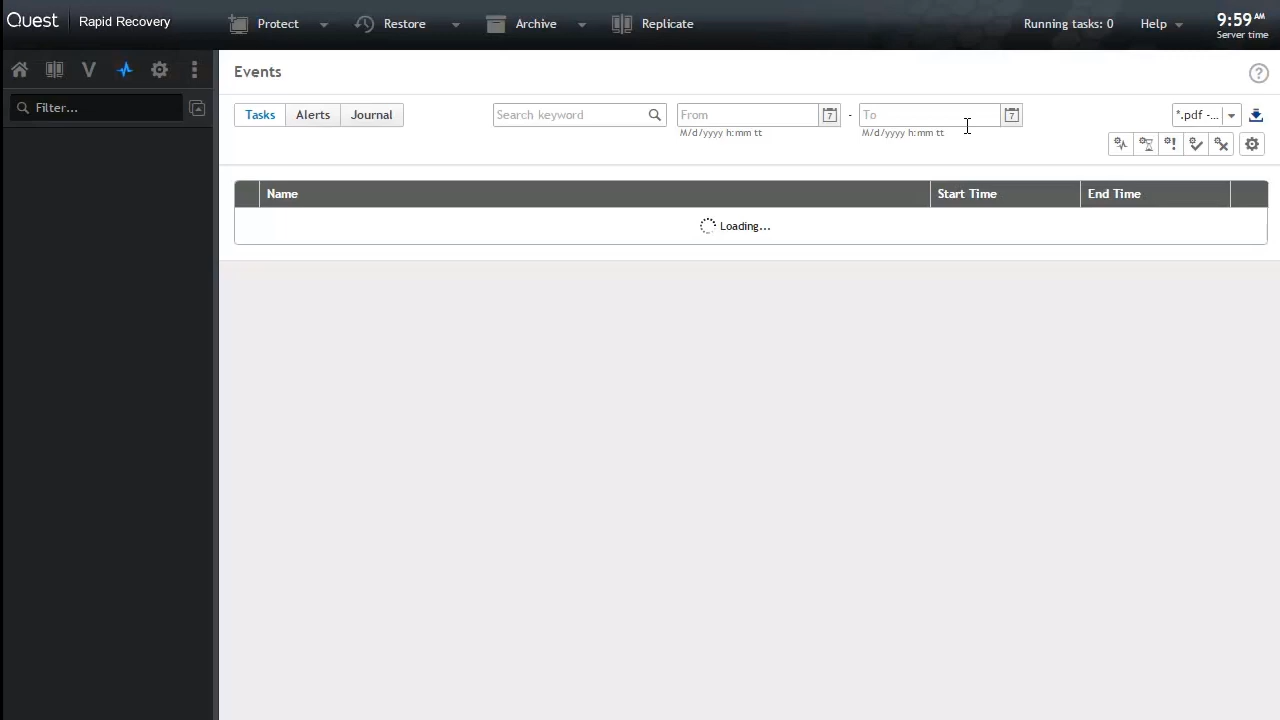 Quest Rapid Recovery Protect Restore Archive Replicate Running tasks: 0 Help 9:59 AM
Server time
Events
Filter...
Tasks Alerts Journal Search keyword From 7 - To 7 *.pdf -...
M/d/yyyy h:mm tt M/d/yyyy h:mm tt
Name Start Time End Time
Loading...